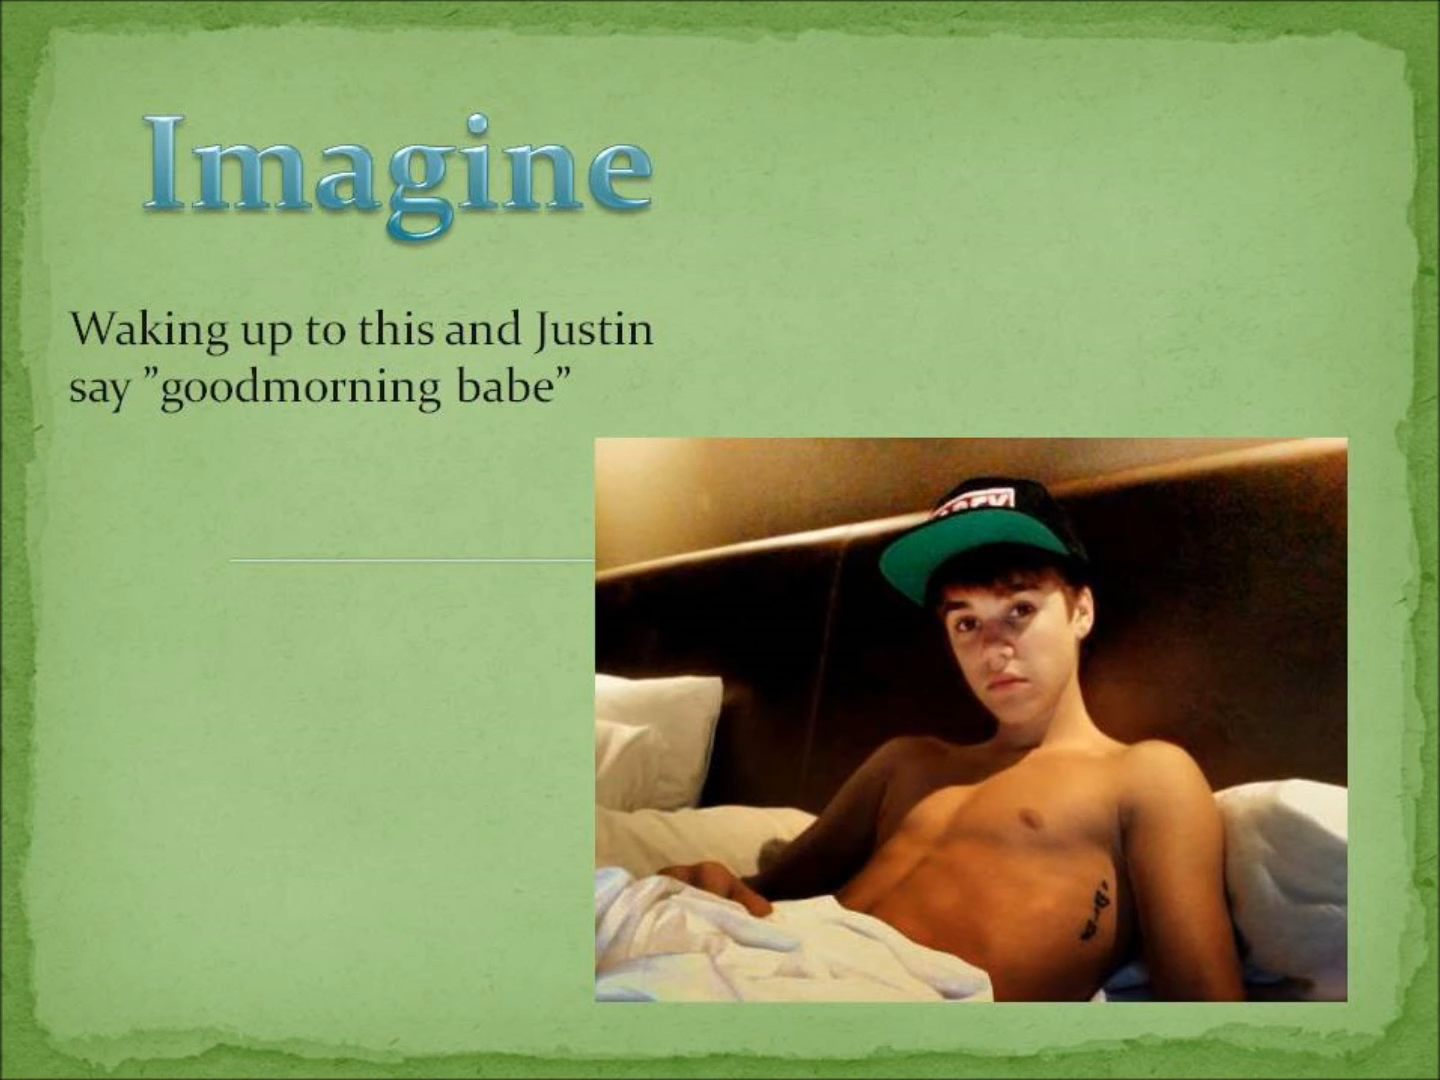 Imagine
Waking up to this and Justin
say ”goodmorning babe”